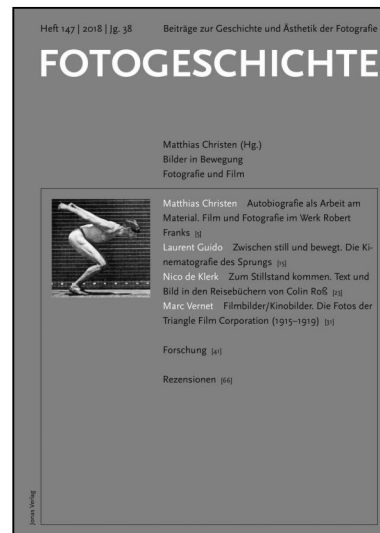 Heft 147 | 2018 | Jg. 38 Beiträge zur Geschichte und Ästhetik der Fotografie
FOTOGESCHICHTE
Matthias Christen (Hg.)
Bilder in Bewegung
Fotografie und Film
Matthias Christen Autobiografie als Arbeit am
Material. Film und Fotografie im Werk Robert
Franks [5]
Laurent Guido Zwischen still und bewegt. Die Ki-
nematografie des Sprungs [15]
Nico de Klerk Zum Stillstand kommen. Text und
Bild in den Reisebüchern von Colin Roß [23]
Marc Vernet Filmbilder/Kinobilder. Die Fotos der
Triangle Film Corporation (1915–1919) [31]
Forschung [41]
Rezensionen [66]
Jonas Verlag